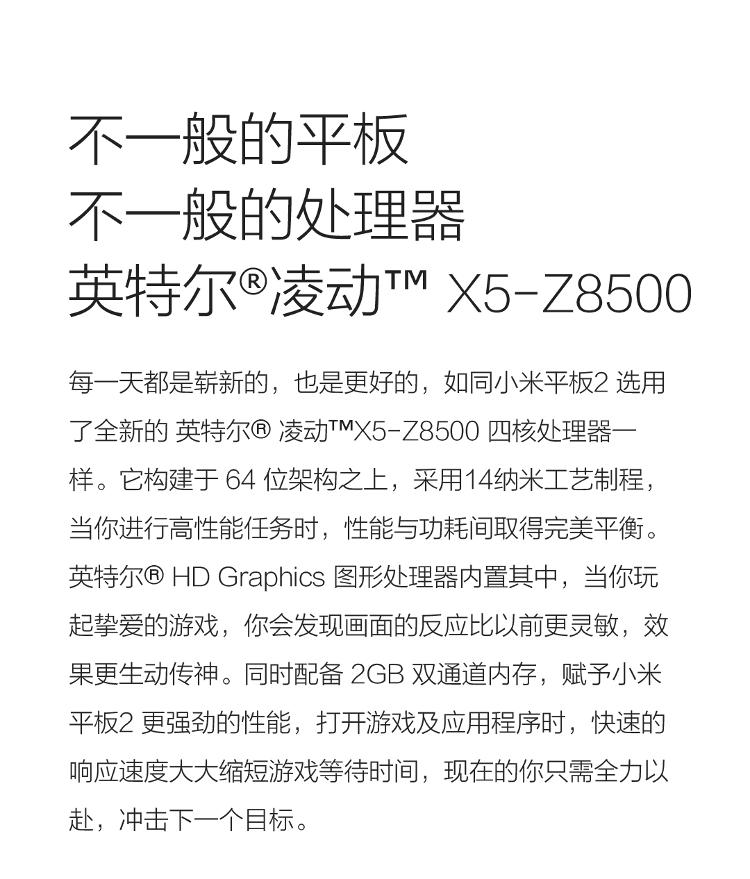 不一般的平板
不一般的处理器
英特尔®凌动™ X5-Z8500
每一天都是崭新的，也是更好的，如同小米平板2 选用
了全新的 英特尔® 凌动™X5-Z8500 四核处理器一
样。它构建于 64 位架构之上，采用14纳米工艺制程，
当你进行高性能任务时，性能与功耗间取得完美平衡。
英特尔® HD Graphics 图形处理器内置其中，当你玩
起挚爱的游戏，你会发现画面的反应比以前更灵敏，效
果更生动传神。同时配备 2GB 双通道内存，赋予小米
平板2 更强劲的性能，打开游戏及应用程序时，快速的
响应速度大大缩短游戏等待时间，现在的你只需全力以
赴，冲击下一个目标。